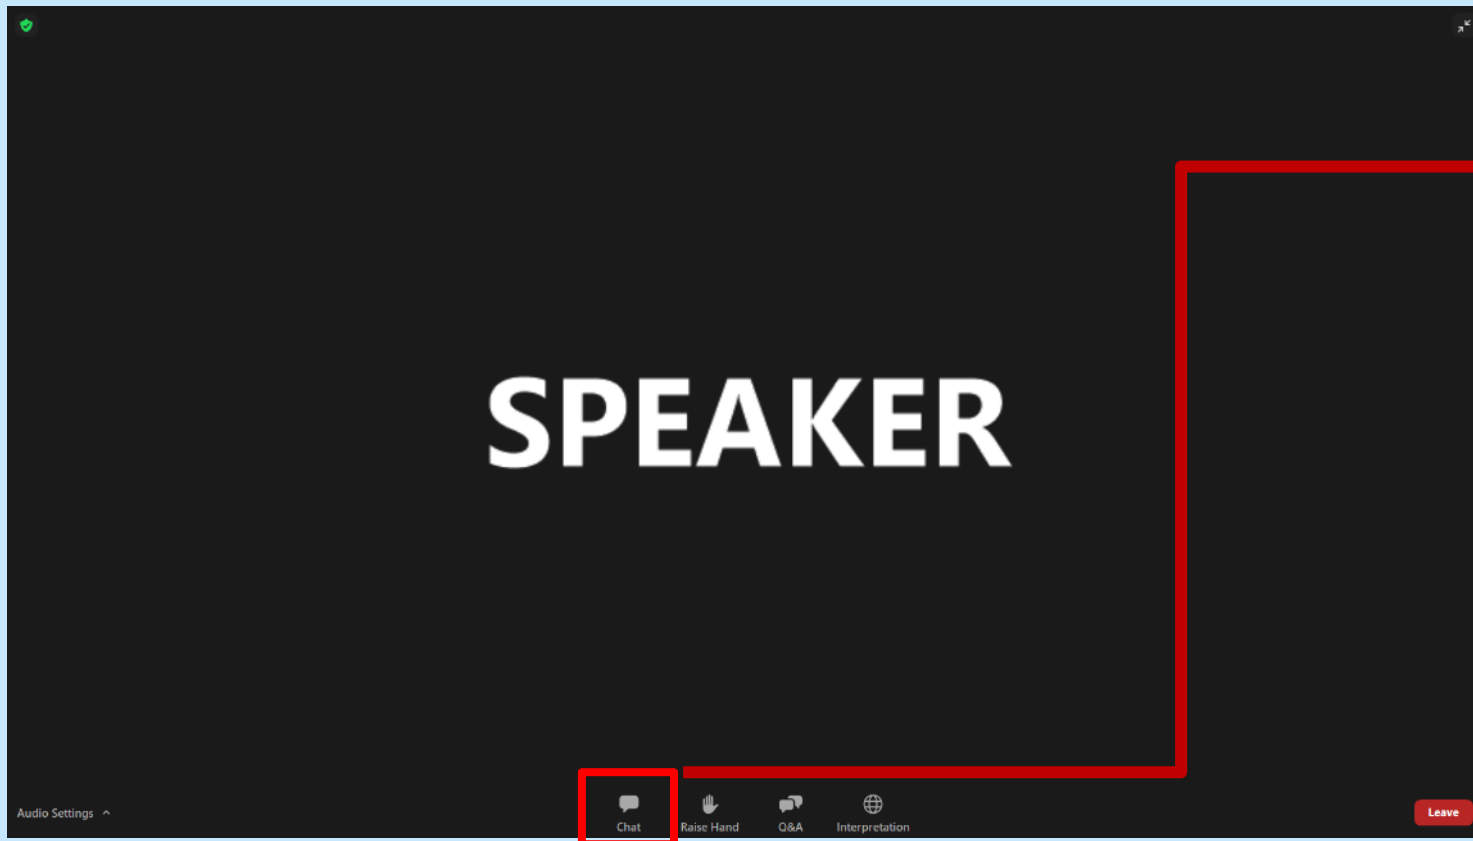 SPEAKER
Audio Settings
Chat
Raise Hand
Q&A
Interpretation
Leave